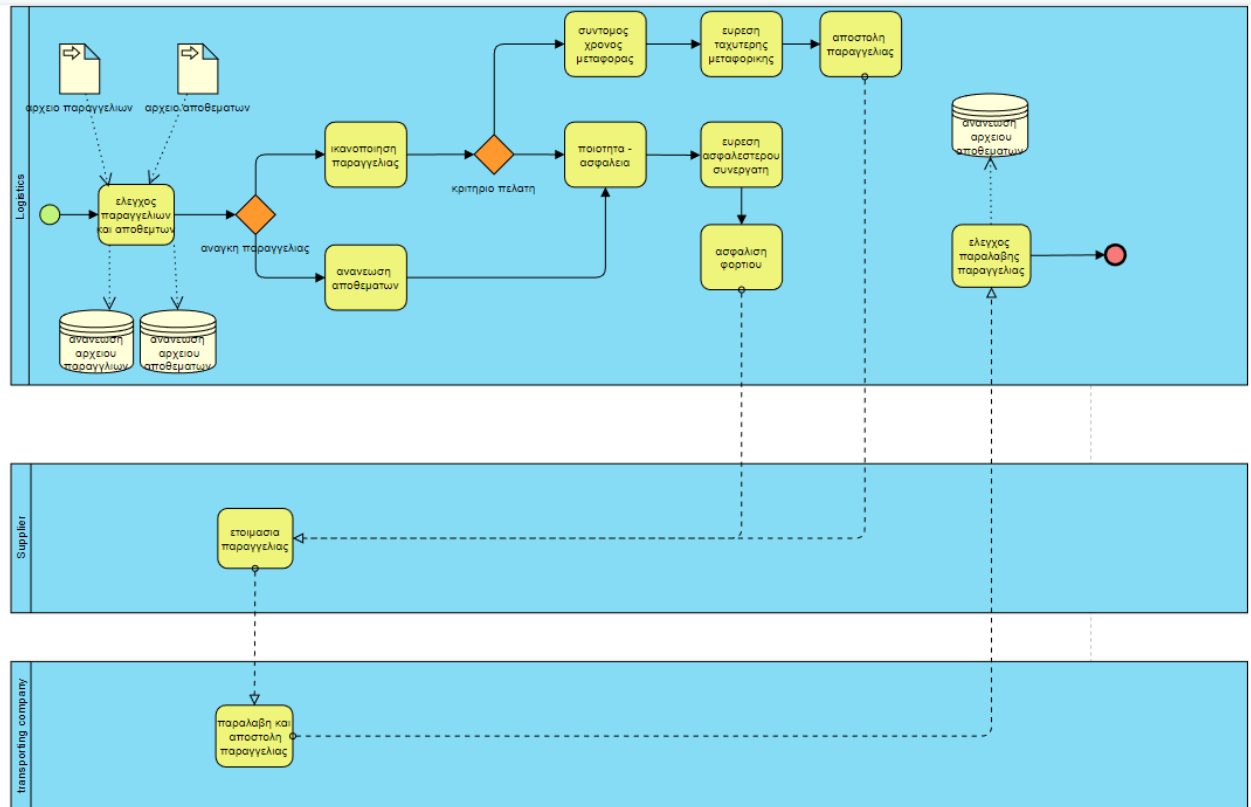 Logistics
αρχειο παραγγελιων
αρχειο αποθεματων
ελεγχος
παραγγελιων
και αποθεμτων
ανανεωση
αρχειου
παραγγλιων
ανανεωση
αρχειου
αποθεματων
αναγκη παραγγελιας
ικανοποιηση
παραγγελιας
ανανεωση
αποθεματων
κριτηριο πελατη
συντομος
χρονος
μεταφορας
ευρεση
ταχυτερης
μεταφορικης
αποστολη
παραγγελιας
ποιοτητα -
ασφαλεια
ευρεση
ασφαλεστερου
συνεργατη
ασφαλιση
φορτιου
ανανεωση
αρχειου
αποθεματων
ελεγχος
παραλαβης
παραγγελιας
Supplier
ετοιμασια
παραγγελιας
transporting company
παραλαβη και
αποστολη
παραγγελιας